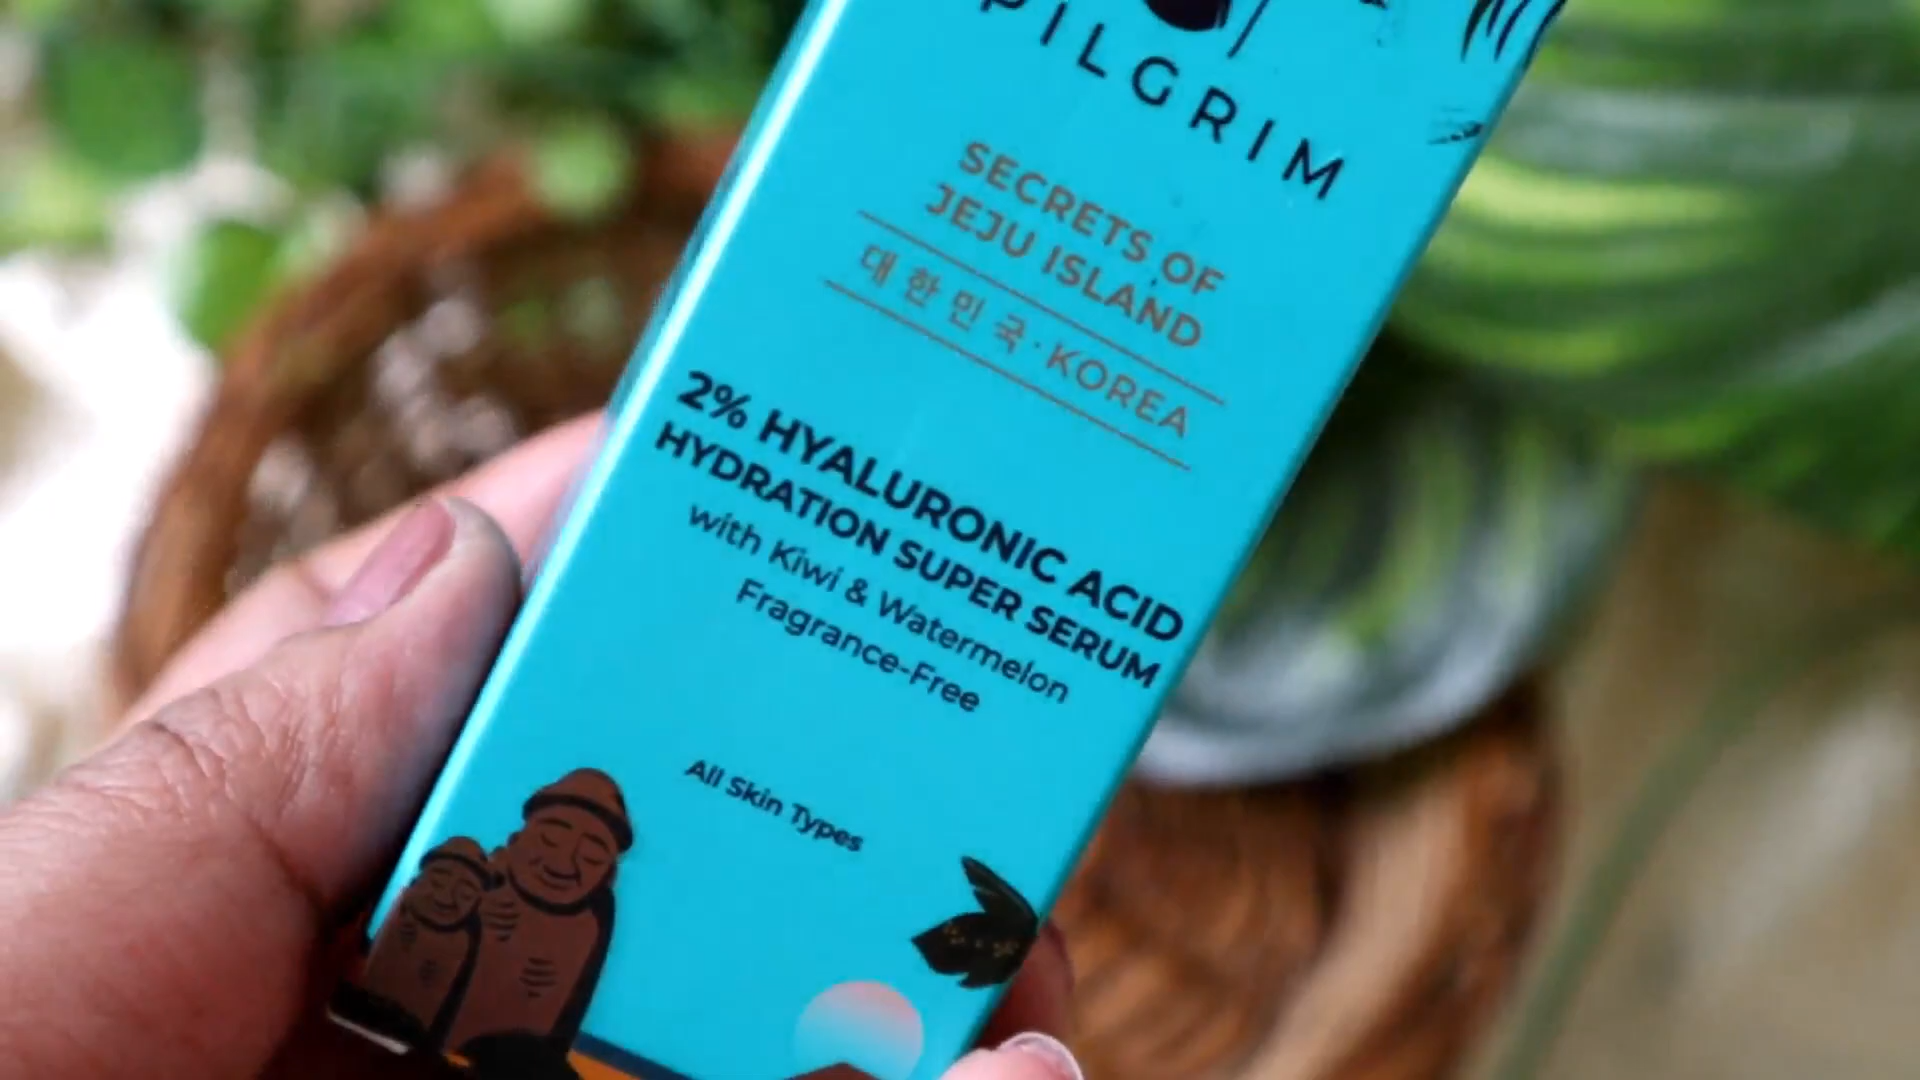 PILGRIM
SECRETS OF
JEJU ISLAND
대한민국·KOREA
2% HYALURONIC ACID
HYDRATION SUPER SERUM
with Kiwi & Watermelon
Fragrance-Free
All Skin Types